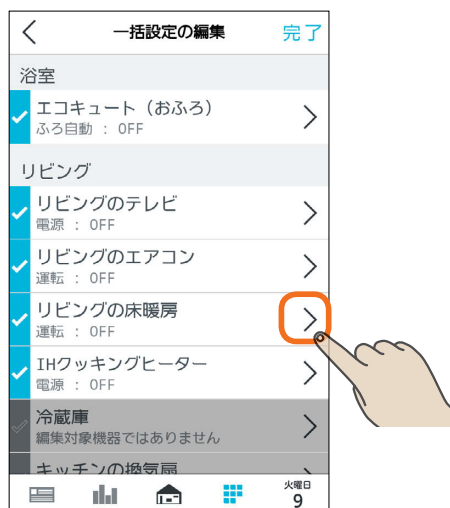 一括設定の編集
完了
浴室
エコキュート（おふろ）
ふろ自動 : OFF
リビング
リビングのテレビ
電源 : OFF
リビングのエアコン
運転 : OFF
リビングの床暖房
運転 : OFF
IHクッキングヒーター
電源 : OFF
冷蔵庫
編集対象機器ではありません
キッチンの換気扇
火曜日
9